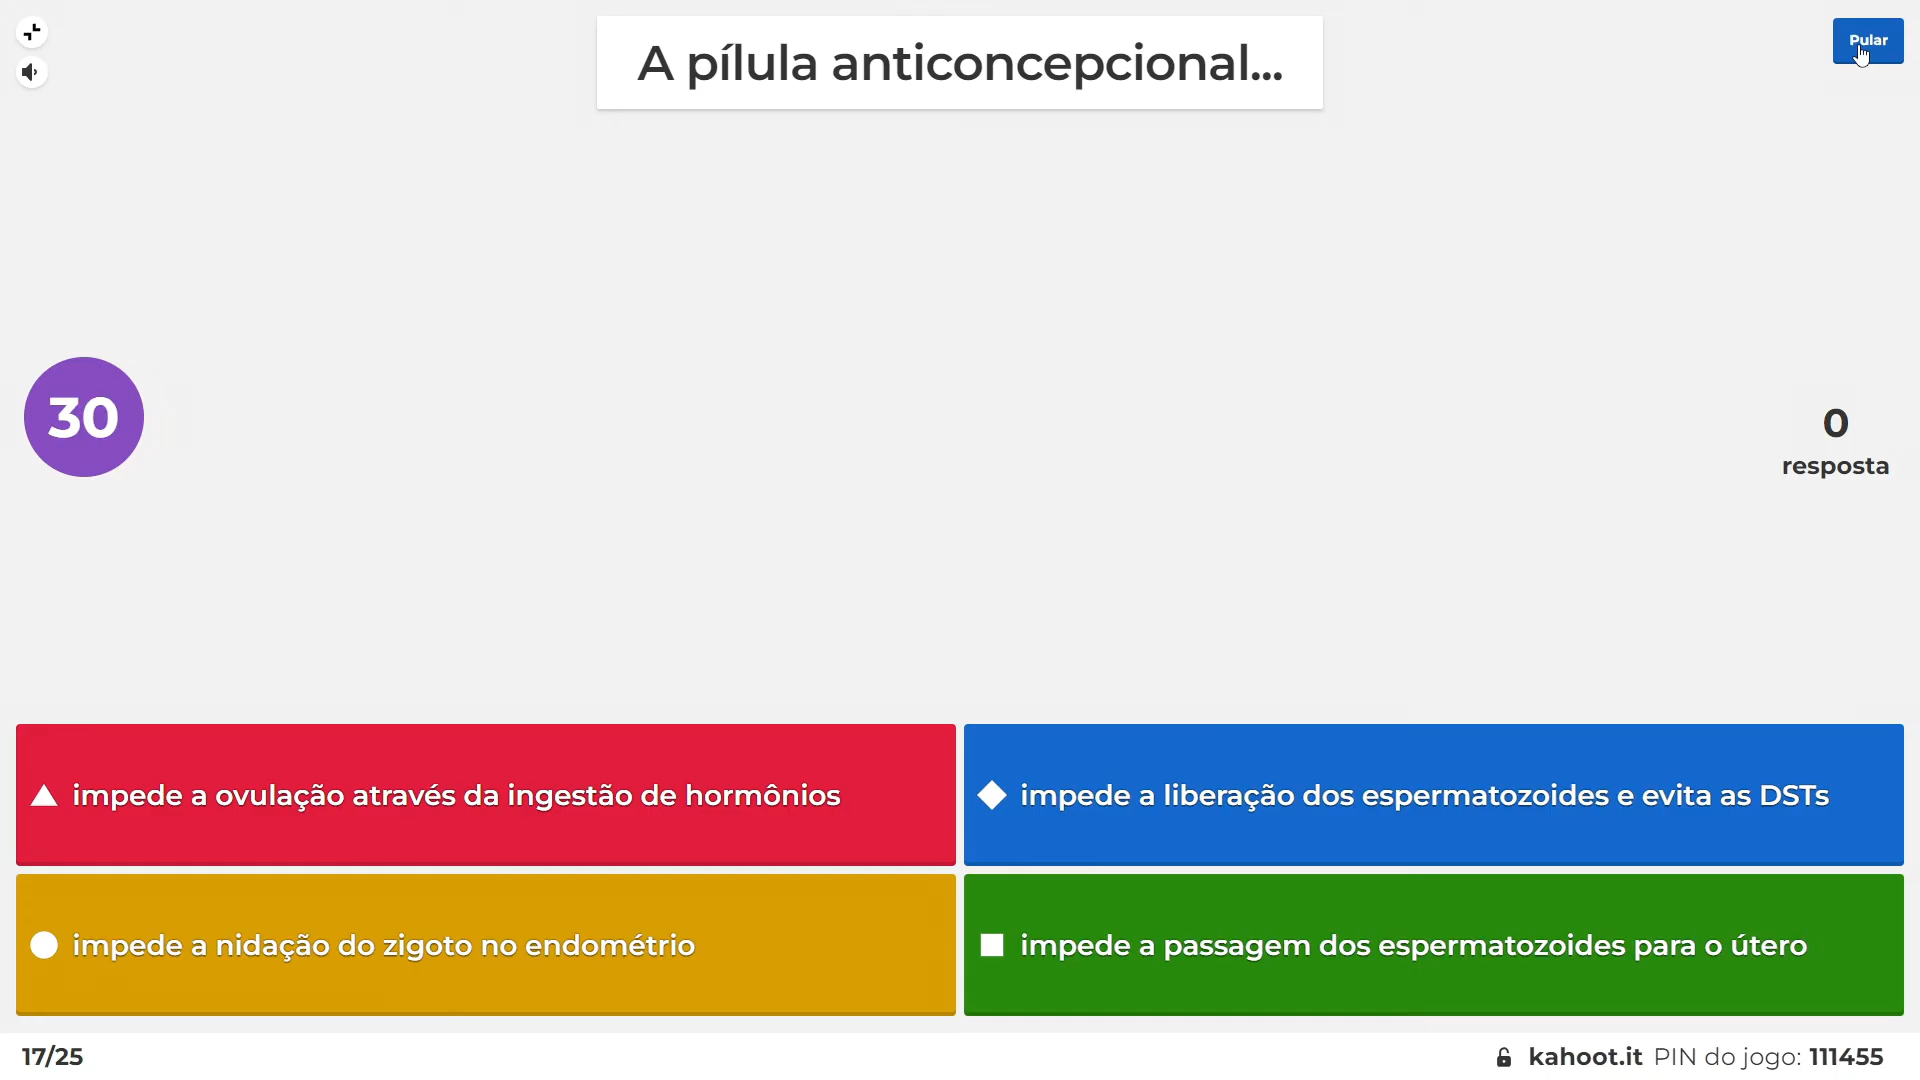 A pílula anticoncepcional...
Pular
30
0
resposta
impede a ovulação através da ingestão de hormônios
impede a liberação dos espermatozoides e evita as DSTs
impede a nidação do zigoto no endométrio
impede a passagem dos espermatozoides para o útero
17/25
kahoot.it PIN do jogo: 111455